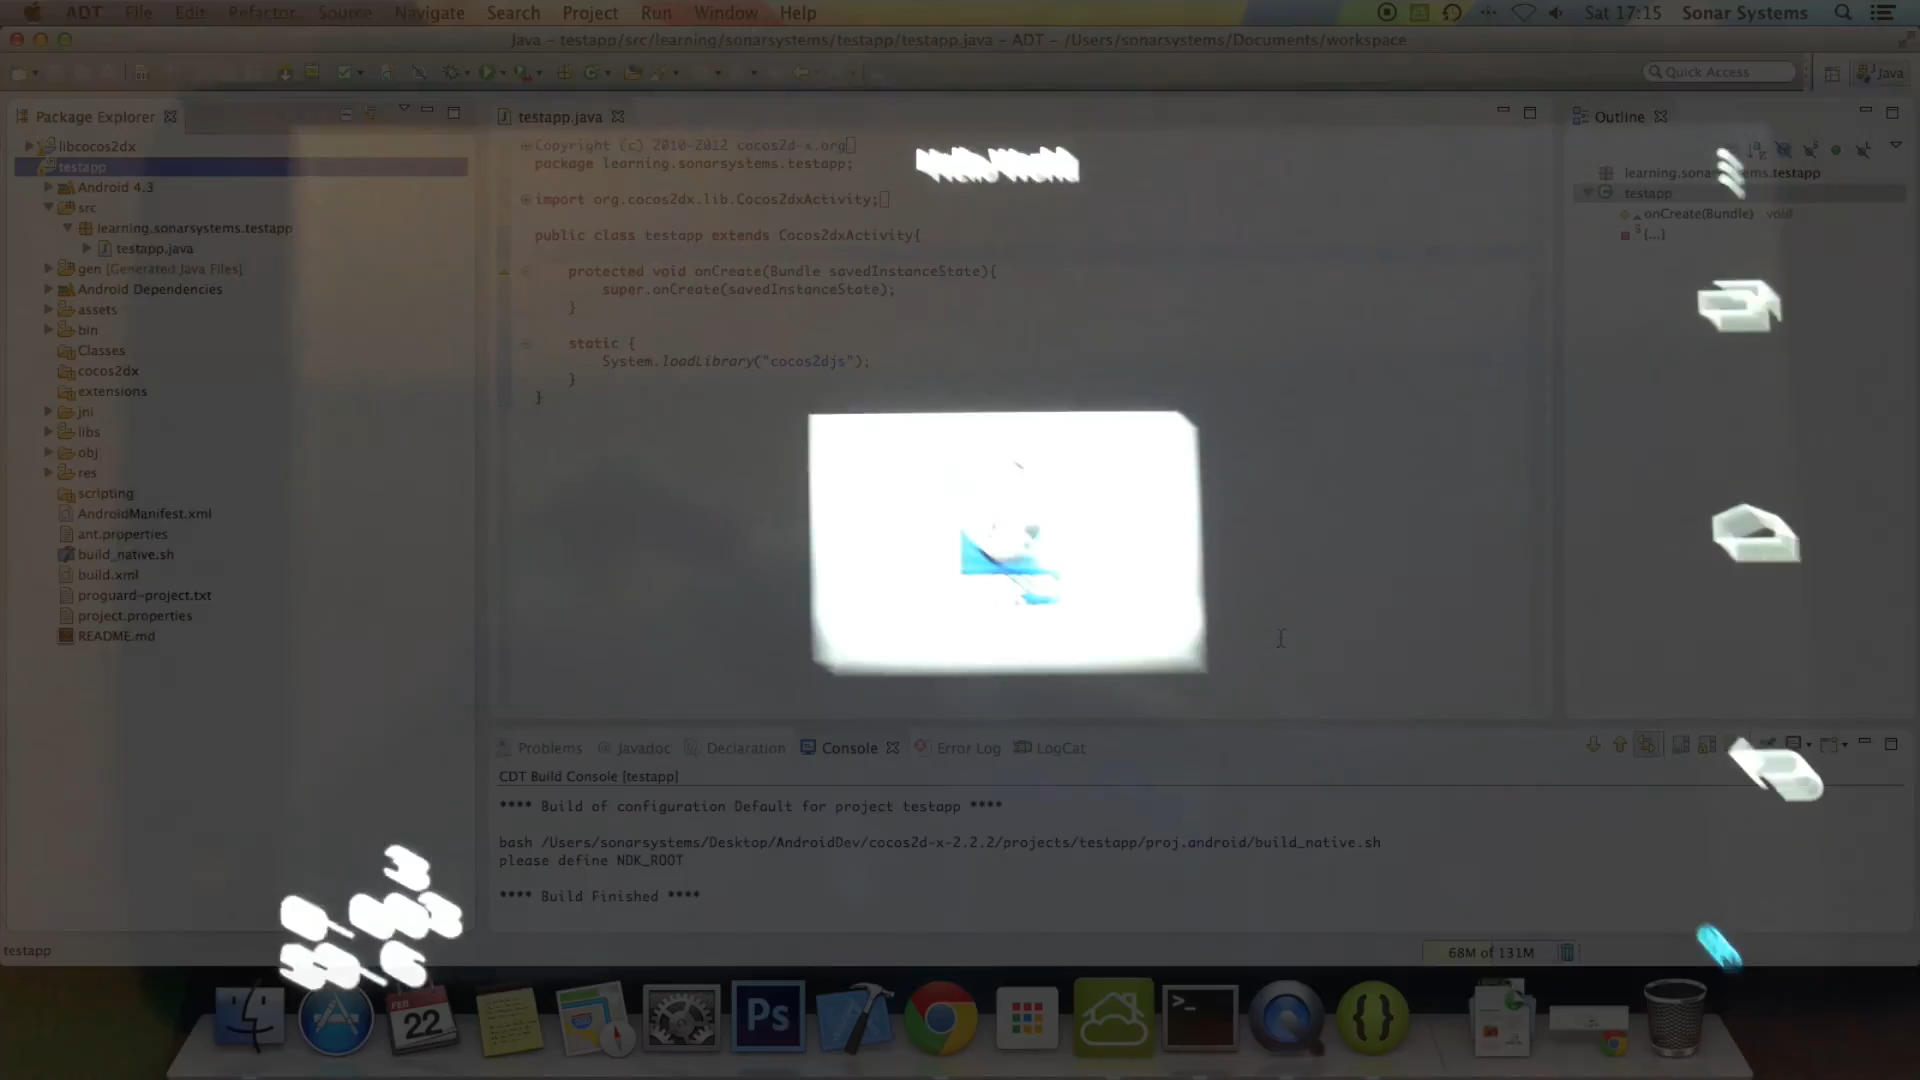 ADT File Edit Refactor Source Navigate Search Project Run Window Help Sat 17:15 Sonar Systems
Java – testapp/src/learning/sonarsystems/testapp/testapp.java – ADT – /Users/sonarsystems/Documents/workspace
Quick Access
Java
Package Explorer
libcocos2dx
testapp
Android 4.3
src
learning.sonarsystems.testapp
testapp.java
gen [Generated Java Files]
Android Dependencies
assets
bin
Classes
cocos2dx
extensions
jni
libs
obj
res
scripting
AndroidManifest.xml
ant.properties
build_native.sh
build.xml
proguard-project.txt
project.properties
README.md
testapp.java
Copyright (c) 2010-2012 cocos2d-x.org
package learning.sonarsystems.testapp;
import org.cocos2dx.lib.Cocos2dxActivity;
public class testapp extends Cocos2dxActivity{
protected void onCreate(Bundle savedInstanceState){
super.onCreate(savedInstanceState);
}
static {
System.loadLibrary("cocos2djs");
}
}
Hello World
Outline
learning.sonarsystems.testapp
testapp
onCreate(Bundle) void
{...}
Problems @ Javadoc Declaration Console Error Log LogCat
CDT Build Console [testapp]
**** Build of configuration Default for project testapp ****
bash /Users/sonarsystems/Desktop/AndroidDev/cocos2d-x-2.2.2/projects/testapp/proj.android/build_native.sh
please define NDK_ROOT
**** Build Finished ****
testapp
68M of 131M
FEB
22
Ps